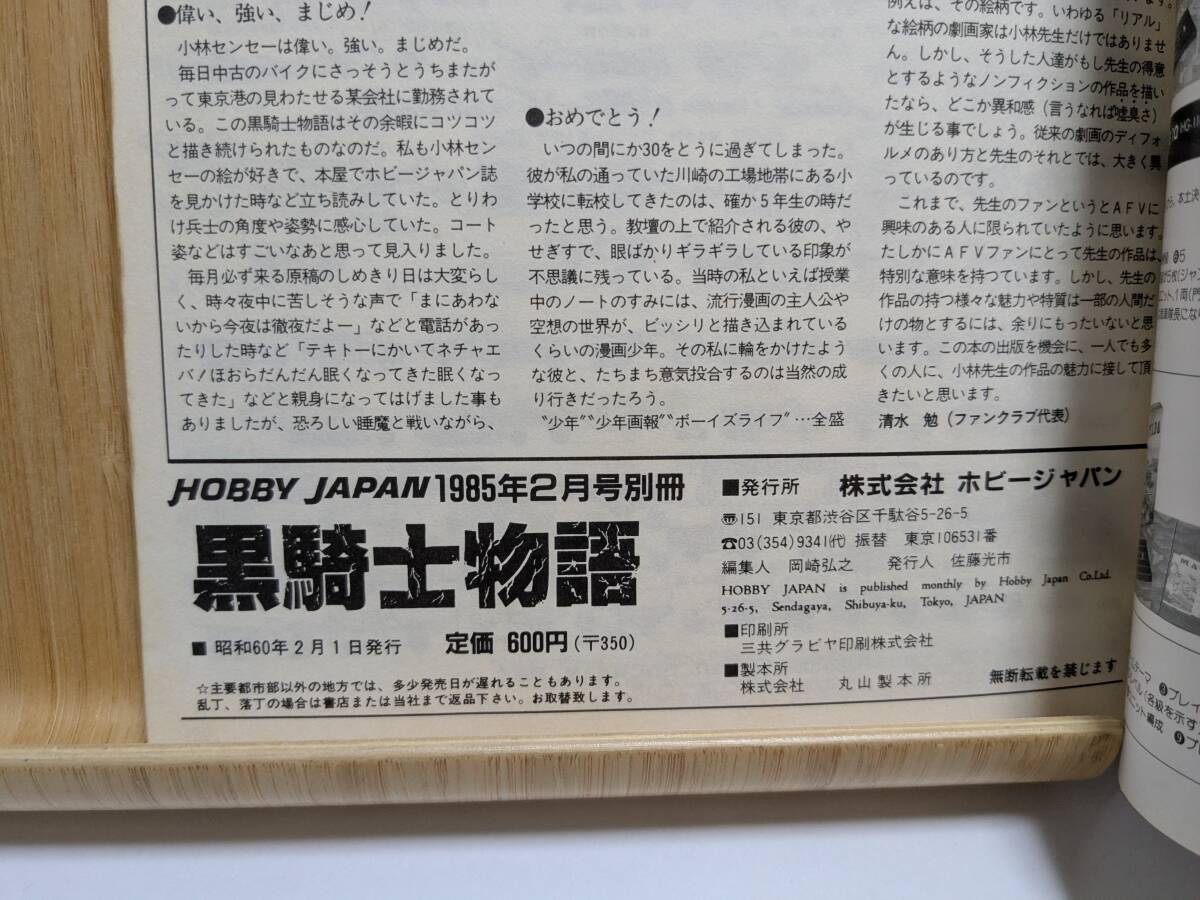 ●偉い、強い、まじめ!
小林センセーは偉い。強い。まじめだ。
毎日中古のバイクにさっそうとうちまたが
って東京港の見わたせる某会社に勤務されて
いる。この黒騎士物語はその余暇にコツコツ
と描き続けられたものなのだ。私も小林セン
セーの絵が好きで、本屋でホビージャパン誌
を見かけた時など立ち読みしていた。とりわ
け兵士の角度や姿勢に感心していた。コート
姿などはすごいなあと思って見入りました。
毎月必ず来る原稿のしめきり日は大変らし
く、時々夜中に苦しそうな声で「まにあわな
いから今夜は徹夜だよー」などと電話があっ
たりした時など「テキトーにかいてネチャエ
バ!ほおらだんだん眠くなってきた眠くなっ
てきた」などと親身になってはげました事も
ありましたが、恐ろしい睡魔と戦いながら、
●おめでとう!
いつの間にか30をとうに過ぎてしまった。
彼が私の通っていた川崎の工場地帯にある小
学校に転校してきたのは、確か5年生の時だ
ったと思う。教壇の上で紹介される彼の、や
せぎすで、眼ばかりギラギラしている印象が
不思議に残っている。当時の私といえば授業
中のノートのすみには、流行漫画の主人公や
空想の世界が、ビッシリと描き込まれている
くらいの漫画少年。その私に輪をかけたよう
な彼と、たちまち意気投合するのは当然の成
り行きだったろう。
〝少年〟〝少年画報〟〝ボーイズライフ〟…全盛
例えば、その絵柄です。いわゆる「リアル」
な絵柄の劇画家は小林先生だけではありませ
ん。しかし、そうした人達がもし先生の得意
とするようなノンフィクションの作品を描い
たなら、どこか異和感（言うなれば嘘臭さ）
が生じる事でしょう。従来の劇画のディフォ
ルメのあり方と先生のそれとでは、大きく異
っているのです。
これまで、先生のファンというとAFVに
興味のある人に限られていたように思います。
たしかにAFVファンにとって先生の作品は、
特別な意味を持つています。しかし、先生の
作品の持つ様々な魅力や特質は一部の人間だ
けの物とするには、余りにもったいないと思
います。この本の出版を機会に、一人でも多
くの人に、小林先生の作品の魅力に接して頂
きたいと思います。
清水 勉（ファンクラブ代表）
HOBBY JAPAN 1985年2月号別冊
黒騎士物語
■昭和60年2月1日発行 定価 600円(〒350)
☆主要都市部以外の地方では、多少発売日が遅れることもあります。
乱丁、落丁の場合は書店または当社まで返品下さい。お取替致します。
■発行所 株式会社 ホビージャパン
〠151 東京都渋谷区千駄谷5-26-5
☎03(354)9341㈹ 振替 東京106531番
編集人 岡崎弘之 発行人 佐藤光市
HOBBY JAPAN is published monthly by Hobby Japan Co.Ltd.
5-26-5, Sendagaya, Shibuya-ku, Tokyo, JAPAN
■印刷所
三共グラビヤ印刷株式会社
■製本所
株式会社 丸山製本所
無断転載を禁じます